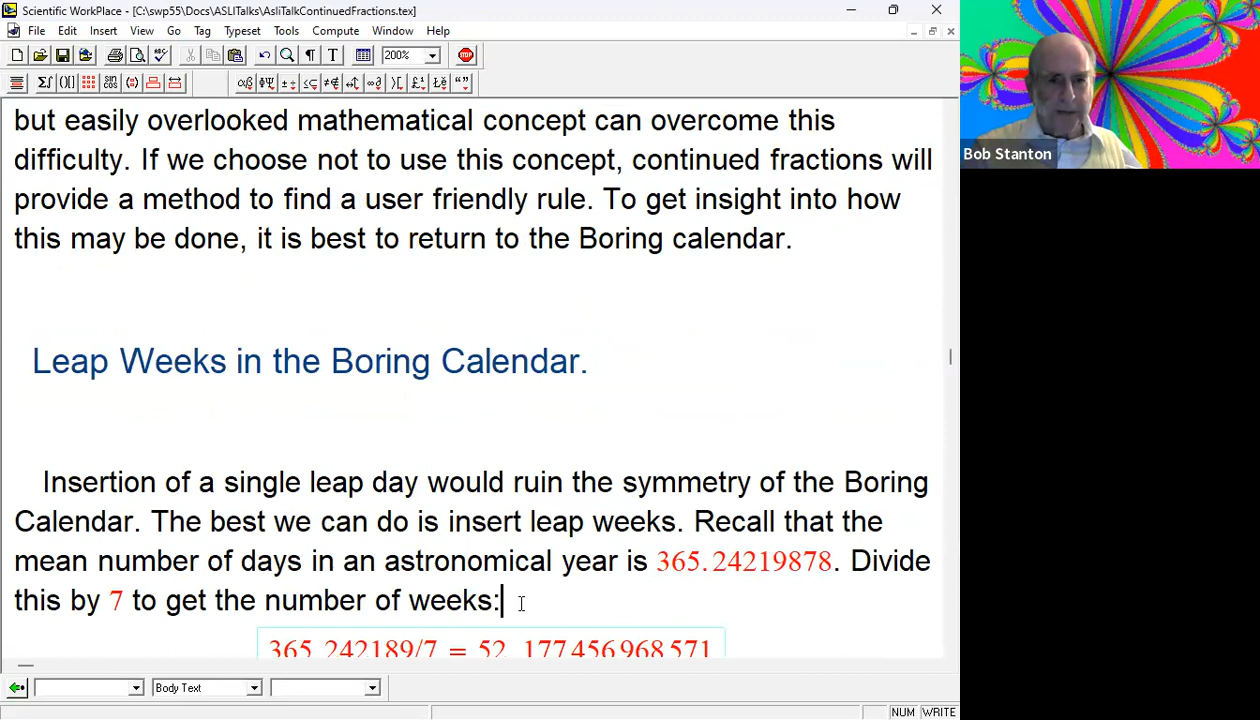 Scientific WorkPlace - [C:\swp55\Docs\ASLITalks\AsliTalkContinuedFractions.tex]
File Edit Insert View Go Tag Typeset Tools Compute Window Help
200%
but easily overlooked mathematical concept can overcome this
difficulty. If we choose not to use this concept, continued fractions will
provide a method to find a user friendly rule. To get insight into how
this may be done, it is best to return to the Boring calendar.
Leap Weeks in the Boring Calendar.
Insertion of a single leap day would ruin the symmetry of the Boring
Calendar. The best we can do is insert leap weeks. Recall that the
mean number of days in an astronomical year is 365.24219878. Divide
this by 7 to get the number of weeks:
365.242189/7 = 52.177456968571
Body Text
NUM WRITE
Bob Stanton